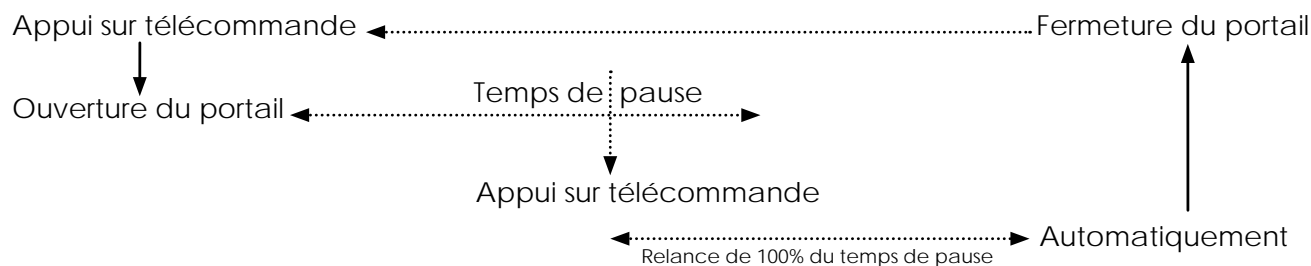 Appui sur télécommande
Fermeture du portail
Ouverture du portail
Temps de pause
Appui sur télécommande
Automatiquement
Relance de 100% du temps de pause